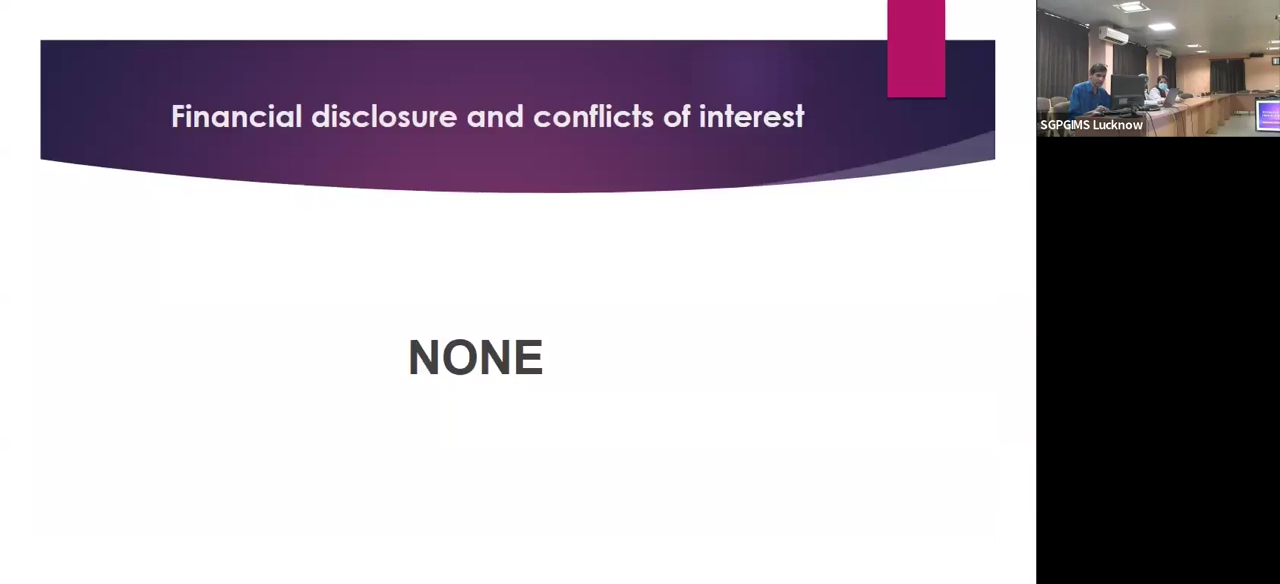 Financial disclosure and conflicts of interest
NONE
SGPGIMS Lucknow